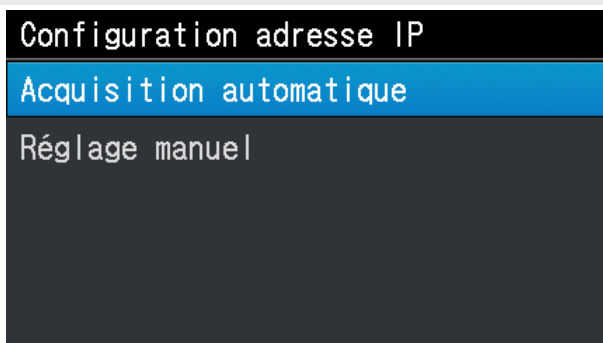 Configuration adresse IP
Acquisition automatique
Réglage manuel